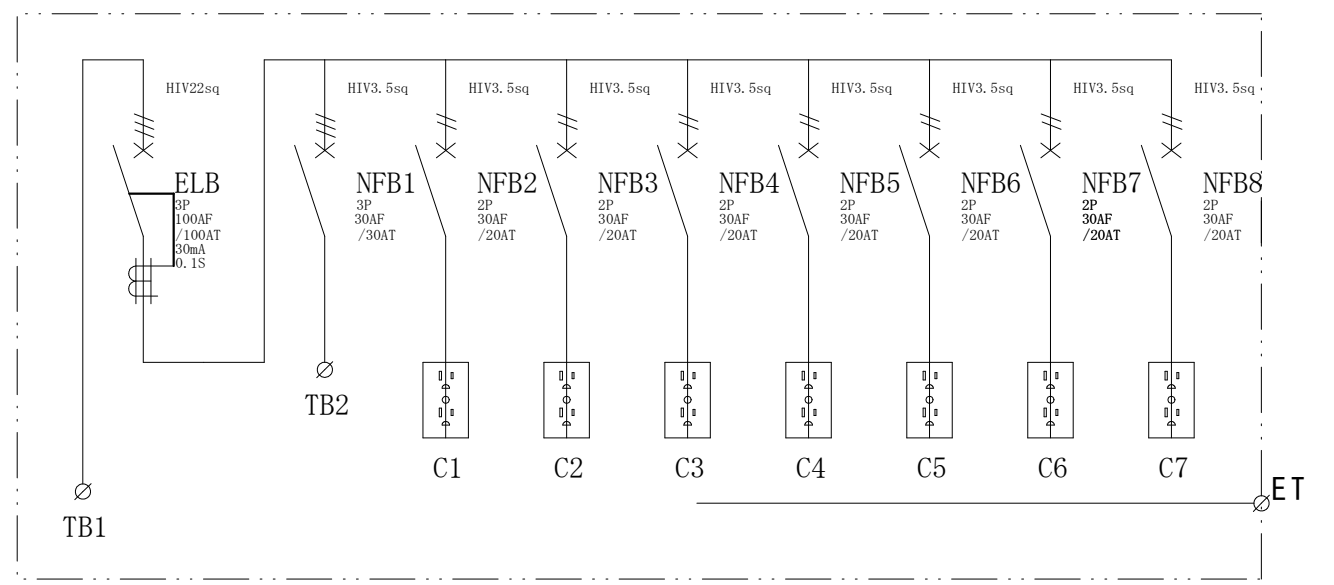 HIV22sq
HIV3.5sq
HIV3.5sq
HIV3.5sq
HIV3.5sq
HIV3.5sq
HIV3.5sq
HIV3.5sq
HIV3.5sq
ELB
3P
100AF
/100AT
30mA
0.1S
NFB1
3P
30AF
/30AT
NFB2
2P
30AF
/20AT
NFB3
2P
30AF
/20AT
NFB4
2P
30AF
/20AT
NFB5
2P
30AF
/20AT
NFB6
2P
30AF
/20AT
NFB7
2P
30AF
/20AT
NFB8
2P
30AF
/20AT
TB2
C1
C2
C3
C4
C5
C6
C7
ET
TB1